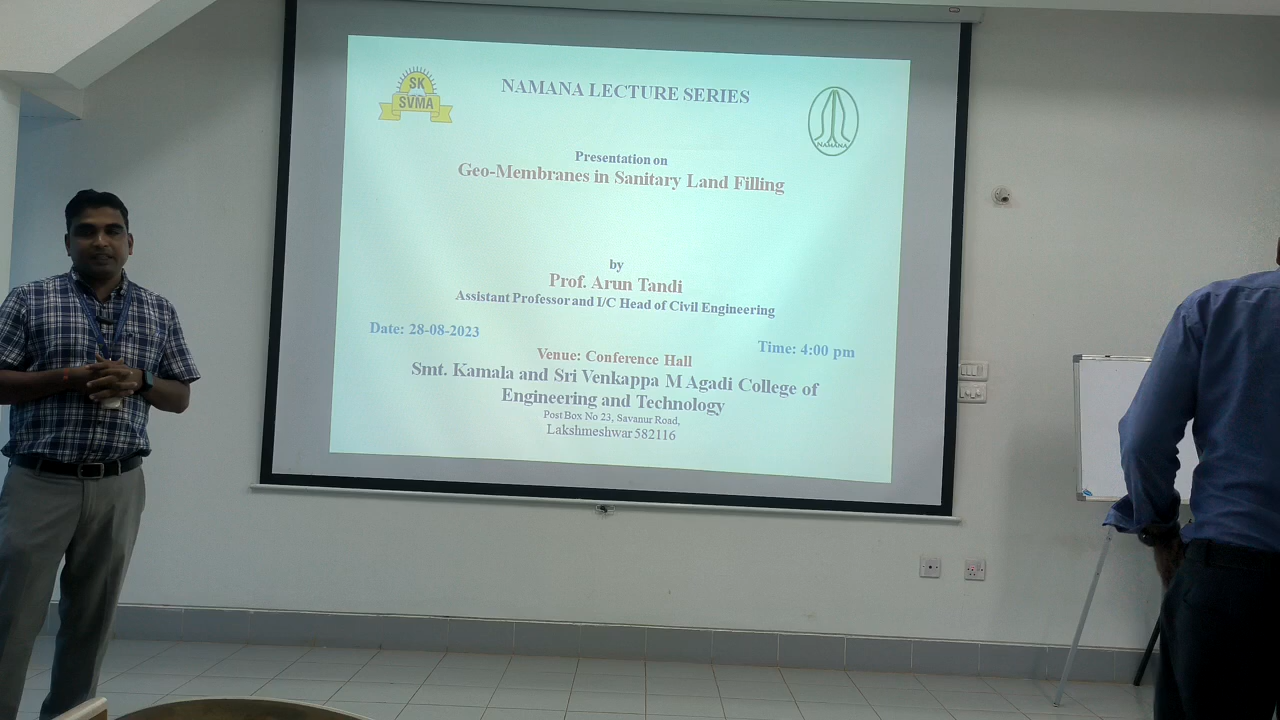 SK
SVMA
NAMANA LECTURE SERIES
NAMANA
Presentation on
Geo-Membranes in Sanitary Land Filling
by
Prof. Arun Tandi
Assistant Professor and I/C Head of Civil Engineering
Date: 28-08-2023
Time: 4:00 pm
Venue: Conference Hall
Smt. Kamala and Sri Venkappa M Agadi College of
Engineering and Technology
Post Box No 23, Savanur Road,
Lakshmeshwar 582116